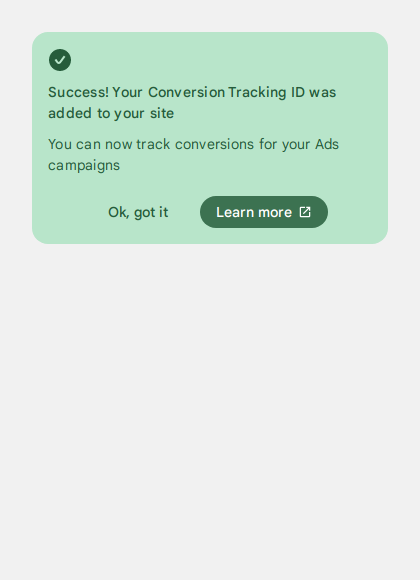 Success! Your Conversion Tracking ID was
added to your site
You can now track conversions for your Ads
campaigns
Ok, got it
Learn more